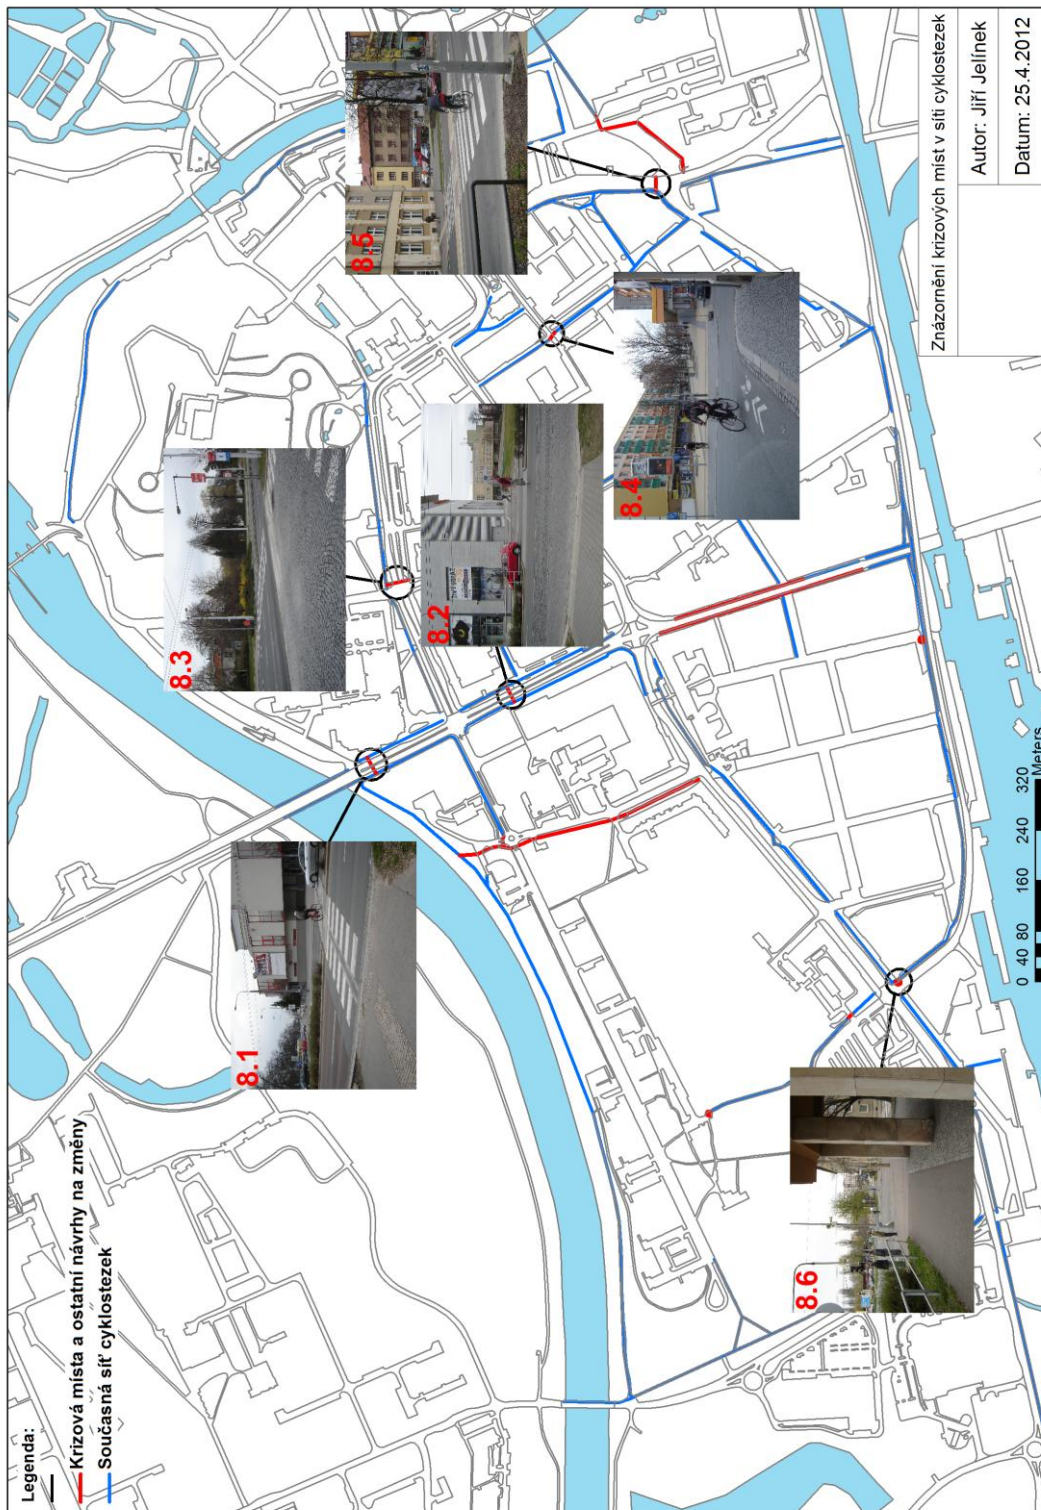 Legenda:
Krizová místa a ostatní návrhy na změny
Současná síť cyklostezek
8.1
8.2
8.3
8.4
8.5
8.6
0 40 80 160 240 320
Meters
Znázornění krizových míst v síti cyklostezek
Autor: Jiří Jelínek
Datum: 25.4.2012